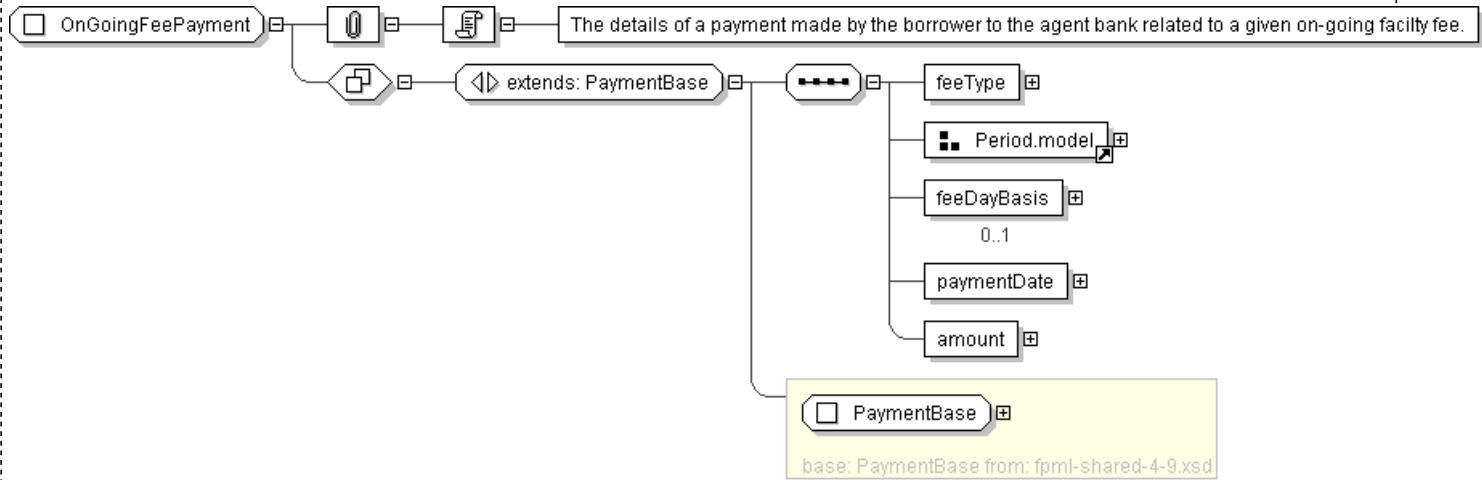 OnGoingFeePayment
The details of a payment made by the borrower to the agent bank related to a given on-going facilty fee.
extends: PaymentBase
feeType
Period.model
feeDayBasis
0..1
paymentDate
amount
PaymentBase
base: PaymentBase from: fpml-shared-4-9.xsd